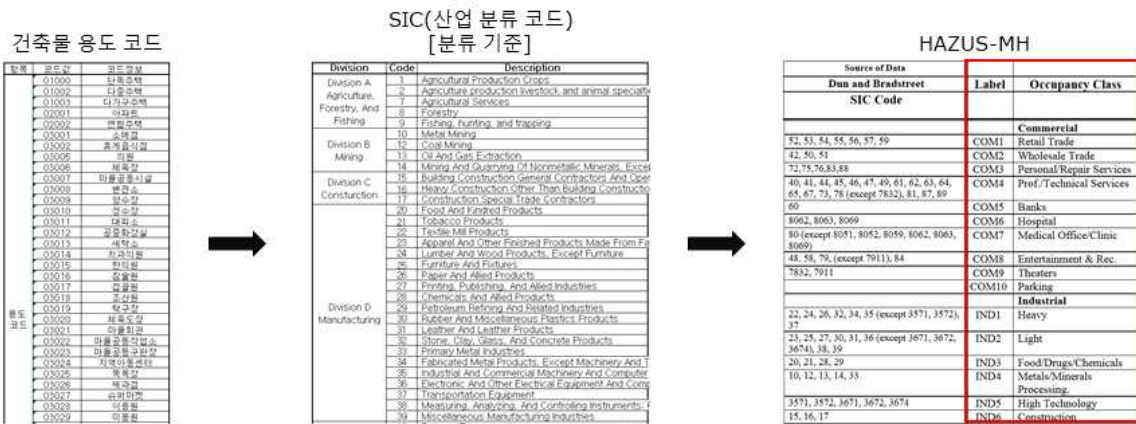 건축물 용도 코드
항목 코드값 코드정보
01000 단독주택
01002 다중주택
01003 다가구주택
02001 아파트
02002 연립주택
03001 소매점
03002 휴게음식점
03005 의원
03006 체육장
03007 마을공동시설
03008 변전소
03009 양수장
03010 정수장
03011 대피소
03012 공중화장실
03013 세탁소
03014 치과의원
03015 한의원
03016 침술원
03017 접골원
03018 조산원
03019 탁구장
03020 체육도장
03021 마을회관
03022 마을공동작업소
03023 마을공동구판장
03024 지역아동센터
03025 목욕장
03026 제과점
03027 슈퍼마켓
03028 이용원
03029 미용원
용도
코드
SIC(산업 분류 코드)
[분류 기준]
Division Code Description
Division A
Agriculture,
Forestry, And
Fishing
1 Agricultural Production Crops
2 Agriculture production livestock and animal specialti
7 Agricultural Services
8 Forestry
9 Fishing, hunting, and trapping
Division B
Mining
10 Metal Mining
12 Coal Mining
13 Oil And Gas Extraction
14 Mining And Quarrying Of Nonmetallic Minerals, Excep
Division C
Consturction
15 Building Construction General Contractors And Oper
16 Heavy Construction Other Than Building Constructio
17 Construction Special Trade Contractors
Division D
Manufacturing
20 Food And Kindred Products
21 Tobacco Products
22 Textile Mill Products
23 Apparel And Other Finished Products Made From Fa
24 Lumber And Wood Products, Except Furniture
25 Furniture And Fixtures
26 Paper And Allied Products
27 Printing, Publishing, And Allied Industries
28 Chemicals And Allied Products
29 Petroleum Refining And Related Industries
30 Rubber And Miscellaneous Plastics Products
31 Leather And Leather Products
32 Stone, Clay, Glass, And Concrete Products
33 Primary Metal Industries
34 Fabricated Metal Products, Except Machinery And T
35 Industrial And Commercial Machinery And Computer
36 Electronic And Other Electrical Equipment And Comp
37 Transportation Equipment
38 Measuring, Analyzing, And Controlling Instruments;
39 Miscellaneous Manufacturing Industries
HAZUS-MH
Source of Data
Dun and Bradstreet Label Occupancy Class
SIC Code
Commercial
52, 53, 54, 55, 56, 57, 59 COM1 Retail Trade
42, 50, 51 COM2 Wholesale Trade
72,75,76,83,88 COM3 Personal/Repair Services
40, 41, 44, 45, 46, 47, 49, 61, 62, 63, 64, COM4 Prof./Technical Services
65, 67, 73, 78 (except 7832), 81, 87, 89
60 COM5 Banks
8062, 8063, 8069 COM6 Hospital
80 (except 8051, 8052, 8059, 8062, 8063, COM7 Medical Office/Clinic
8069)
48, 58, 79, (except 7911), 84 COM8 Entertainment & Rec.
7832, 7911 COM9 Theaters
COM10 Parking
Industrial
22, 24, 26, 32, 34, 35 (except 3571, 3572), IND1 Heavy
37
23, 25, 27, 30, 31, 36 (except 3671, 3672, IND2 Light
3674), 38, 39
20, 21, 28, 29 IND3 Food/Drugs/Chemicals
10, 12, 13, 14, 33 IND4 Metals/Minerals
Processing.
3571, 3572, 3671, 3672, 3674 IND5 High Technology
15, 16, 17 IND6 Construction